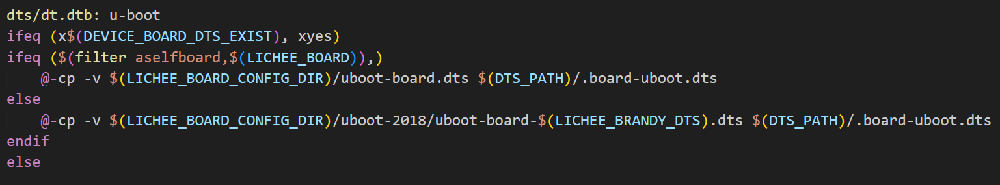 dts/dt.dtb: u-boot
ifeq (x$(DEVICE_BOARD_DTS_EXIST), xyes)
ifeq ($(filter aselfboard,$(LICHEE_BOARD)),)
    @-cp -v $(LICHEE_BOARD_CONFIG_DIR)/uboot-board.dts $(DTS_PATH)/.board-uboot.dts
else
    @-cp -v $(LICHEE_BOARD_CONFIG_DIR)/uboot-2018/uboot-board-$(LICHEE_BRANDY_DTS).dts $(DTS_PATH)/.board-uboot.dts
endif
else